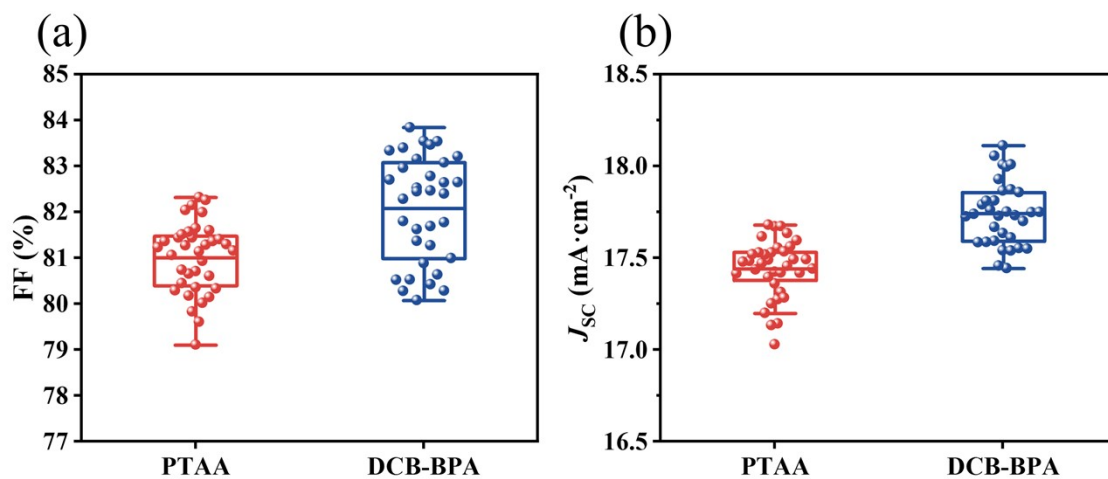 (a)
85
84
83
82
81
80
79
78
77
FF (%)
PTAA DCB-BPA
(b)
18.5
18.0
17.5
17.0
16.5
J_SC (mA·cm⁻²)
PTAA DCB-BPA